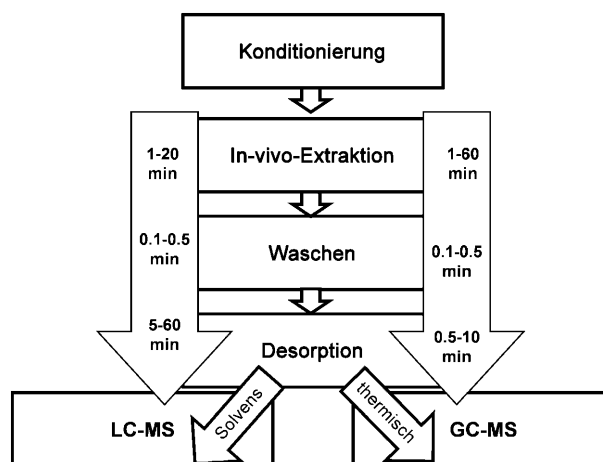 Konditionierung
1-20
min
In-vivo-Extraktion
1-60
min
0.1-0.5
min
Waschen
0.1-0.5
min
5-60
min
Desorption
0.5-10
min
LC-MS
Solvens
thermisch
GC-MS